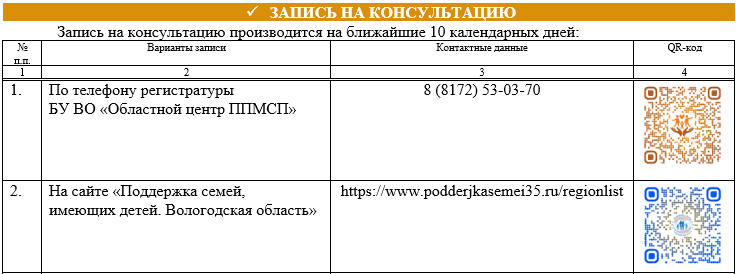 ✓ ЗАПИСЬ НА КОНСУЛЬТАЦИЮ
Запись на консультацию производится на ближайшие 10 календарных дней:
№ п.п. Варианты записи Контактные данные QR-код
1 2 3 4
1. По телефону регистратуры 8 (8172) 53-03-70
БУ ВО «Областной центр ППМСП»
2. На сайте «Поддержка семей, https://www.podderjkasemei35.ru/regionlist
имеющих детей. Вологодская область»